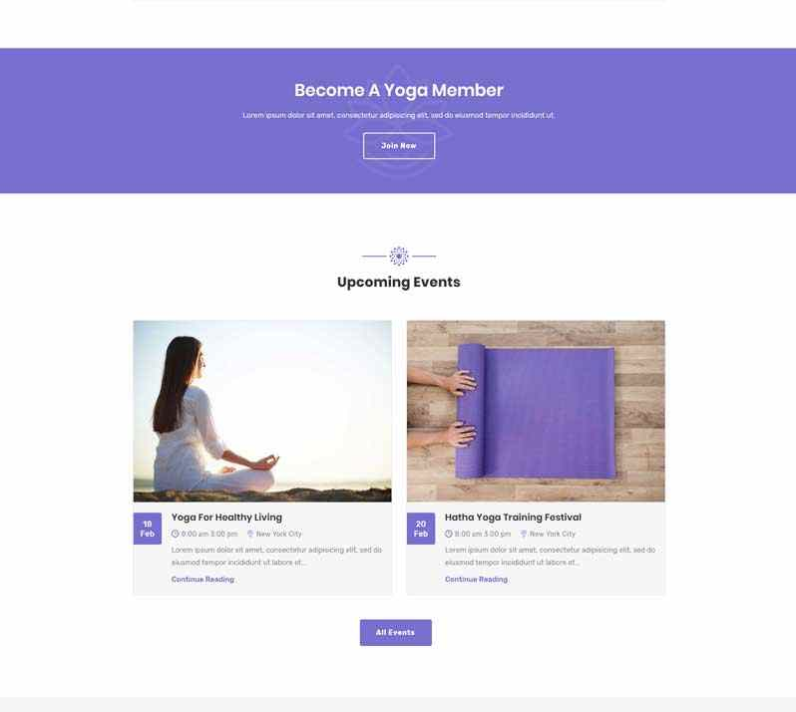 Become A Yoga Member
Lorem ipsum dolor sit amet, consectetur adipisicing elit, sed do eiusmod tempor incididunt ut.
Join Now
Upcoming Events
18
Feb
Yoga For Healthy Living
8:00 am 3:00 pm New York City
Lorem ipsum dolor sit amet, consectetur adipisicing elit, sed do
eiusmod tempor incididunt ut labore et...
Continue Reading
20
Feb
Hatha Yoga Training Festival
8:00 am 3:00 pm New York City
Lorem ipsum dolor sit amet, consectetur adipisicing elit, sed do
eiusmod tempor incididunt ut labore et...
Continue Reading
All Events